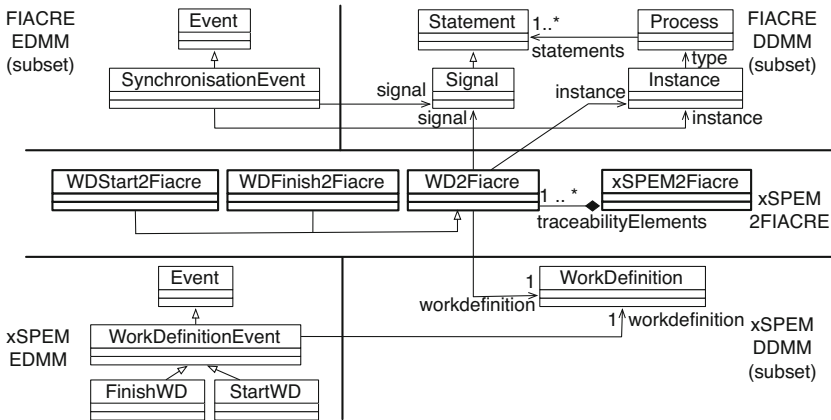 FIACRE
EDMM
(subset)
Event
SynchronisationEvent
Statement
1..*
statements
Process
type
Signal
signal
signal
Instance
instance
instance
FIACRE
DDMM
(subset)
WDStart2Fiacre
WDFinish2Fiacre
WD2Fiacre
1 .. *
traceabilityElements
xSPEM2Fiacre
xSPEM
2FIACRE
Event
WorkDefinitionEvent
FinishWD
StartWD
xSPEM
EDMM
1
workdefinition
WorkDefinition
1 workdefinition
xSPEM
DDMM
(subset)